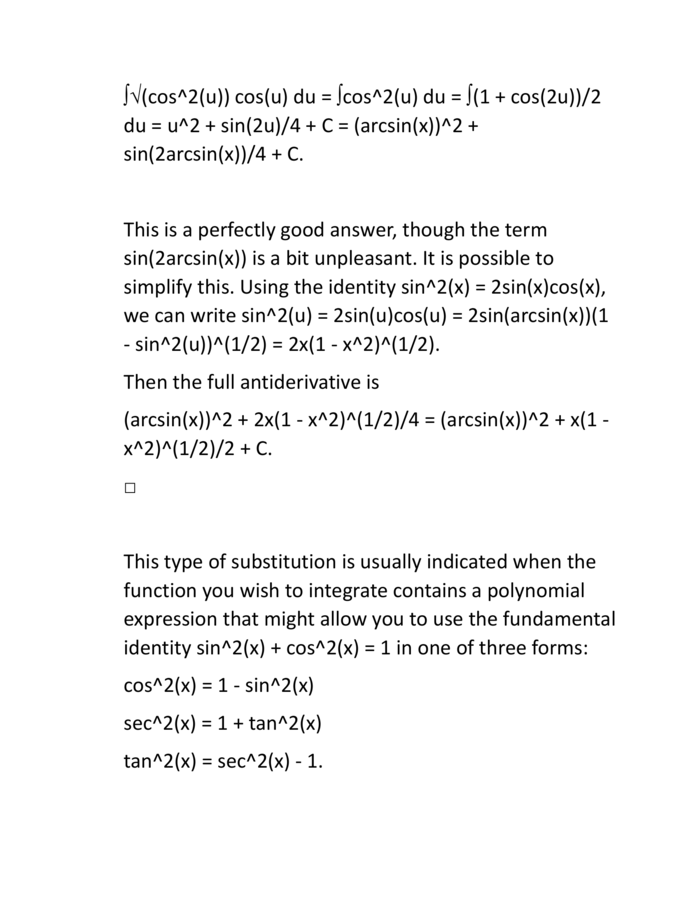 ∫√(cos^2(u)) cos(u) du = ∫cos^2(u) du = ∫(1 + cos(2u))/2
du = u^2 + sin(2u)/4 + C = (arcsin(x))^2 +
sin(2arcsin(x))/4 + C.
This is a perfectly good answer, though the term
sin(2arcsin(x)) is a bit unpleasant. It is possible to
simplify this. Using the identity sin^2(x) = 2sin(x)cos(x),
we can write sin^2(u) = 2sin(u)cos(u) = 2sin(arcsin(x))(1
- sin^2(u))^(1/2) = 2x(1 - x^2)^(1/2).
Then the full antiderivative is
(arcsin(x))^2 + 2x(1 - x^2)^(1/2)/4 = (arcsin(x))^2 + x(1 -
x^2)^(1/2)/2 + C.
□
This type of substitution is usually indicated when the
function you wish to integrate contains a polynomial
expression that might allow you to use the fundamental
identity sin^2(x) + cos^2(x) = 1 in one of three forms:
cos^2(x) = 1 - sin^2(x)
sec^2(x) = 1 + tan^2(x)
tan^2(x) = sec^2(x) - 1.